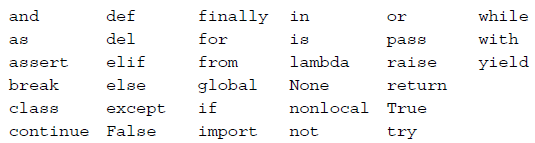 and def finally in or while
as del for is pass with
assert elif from lambda raise yield
break else global None return
class except if nonlocal True
continue False import not try